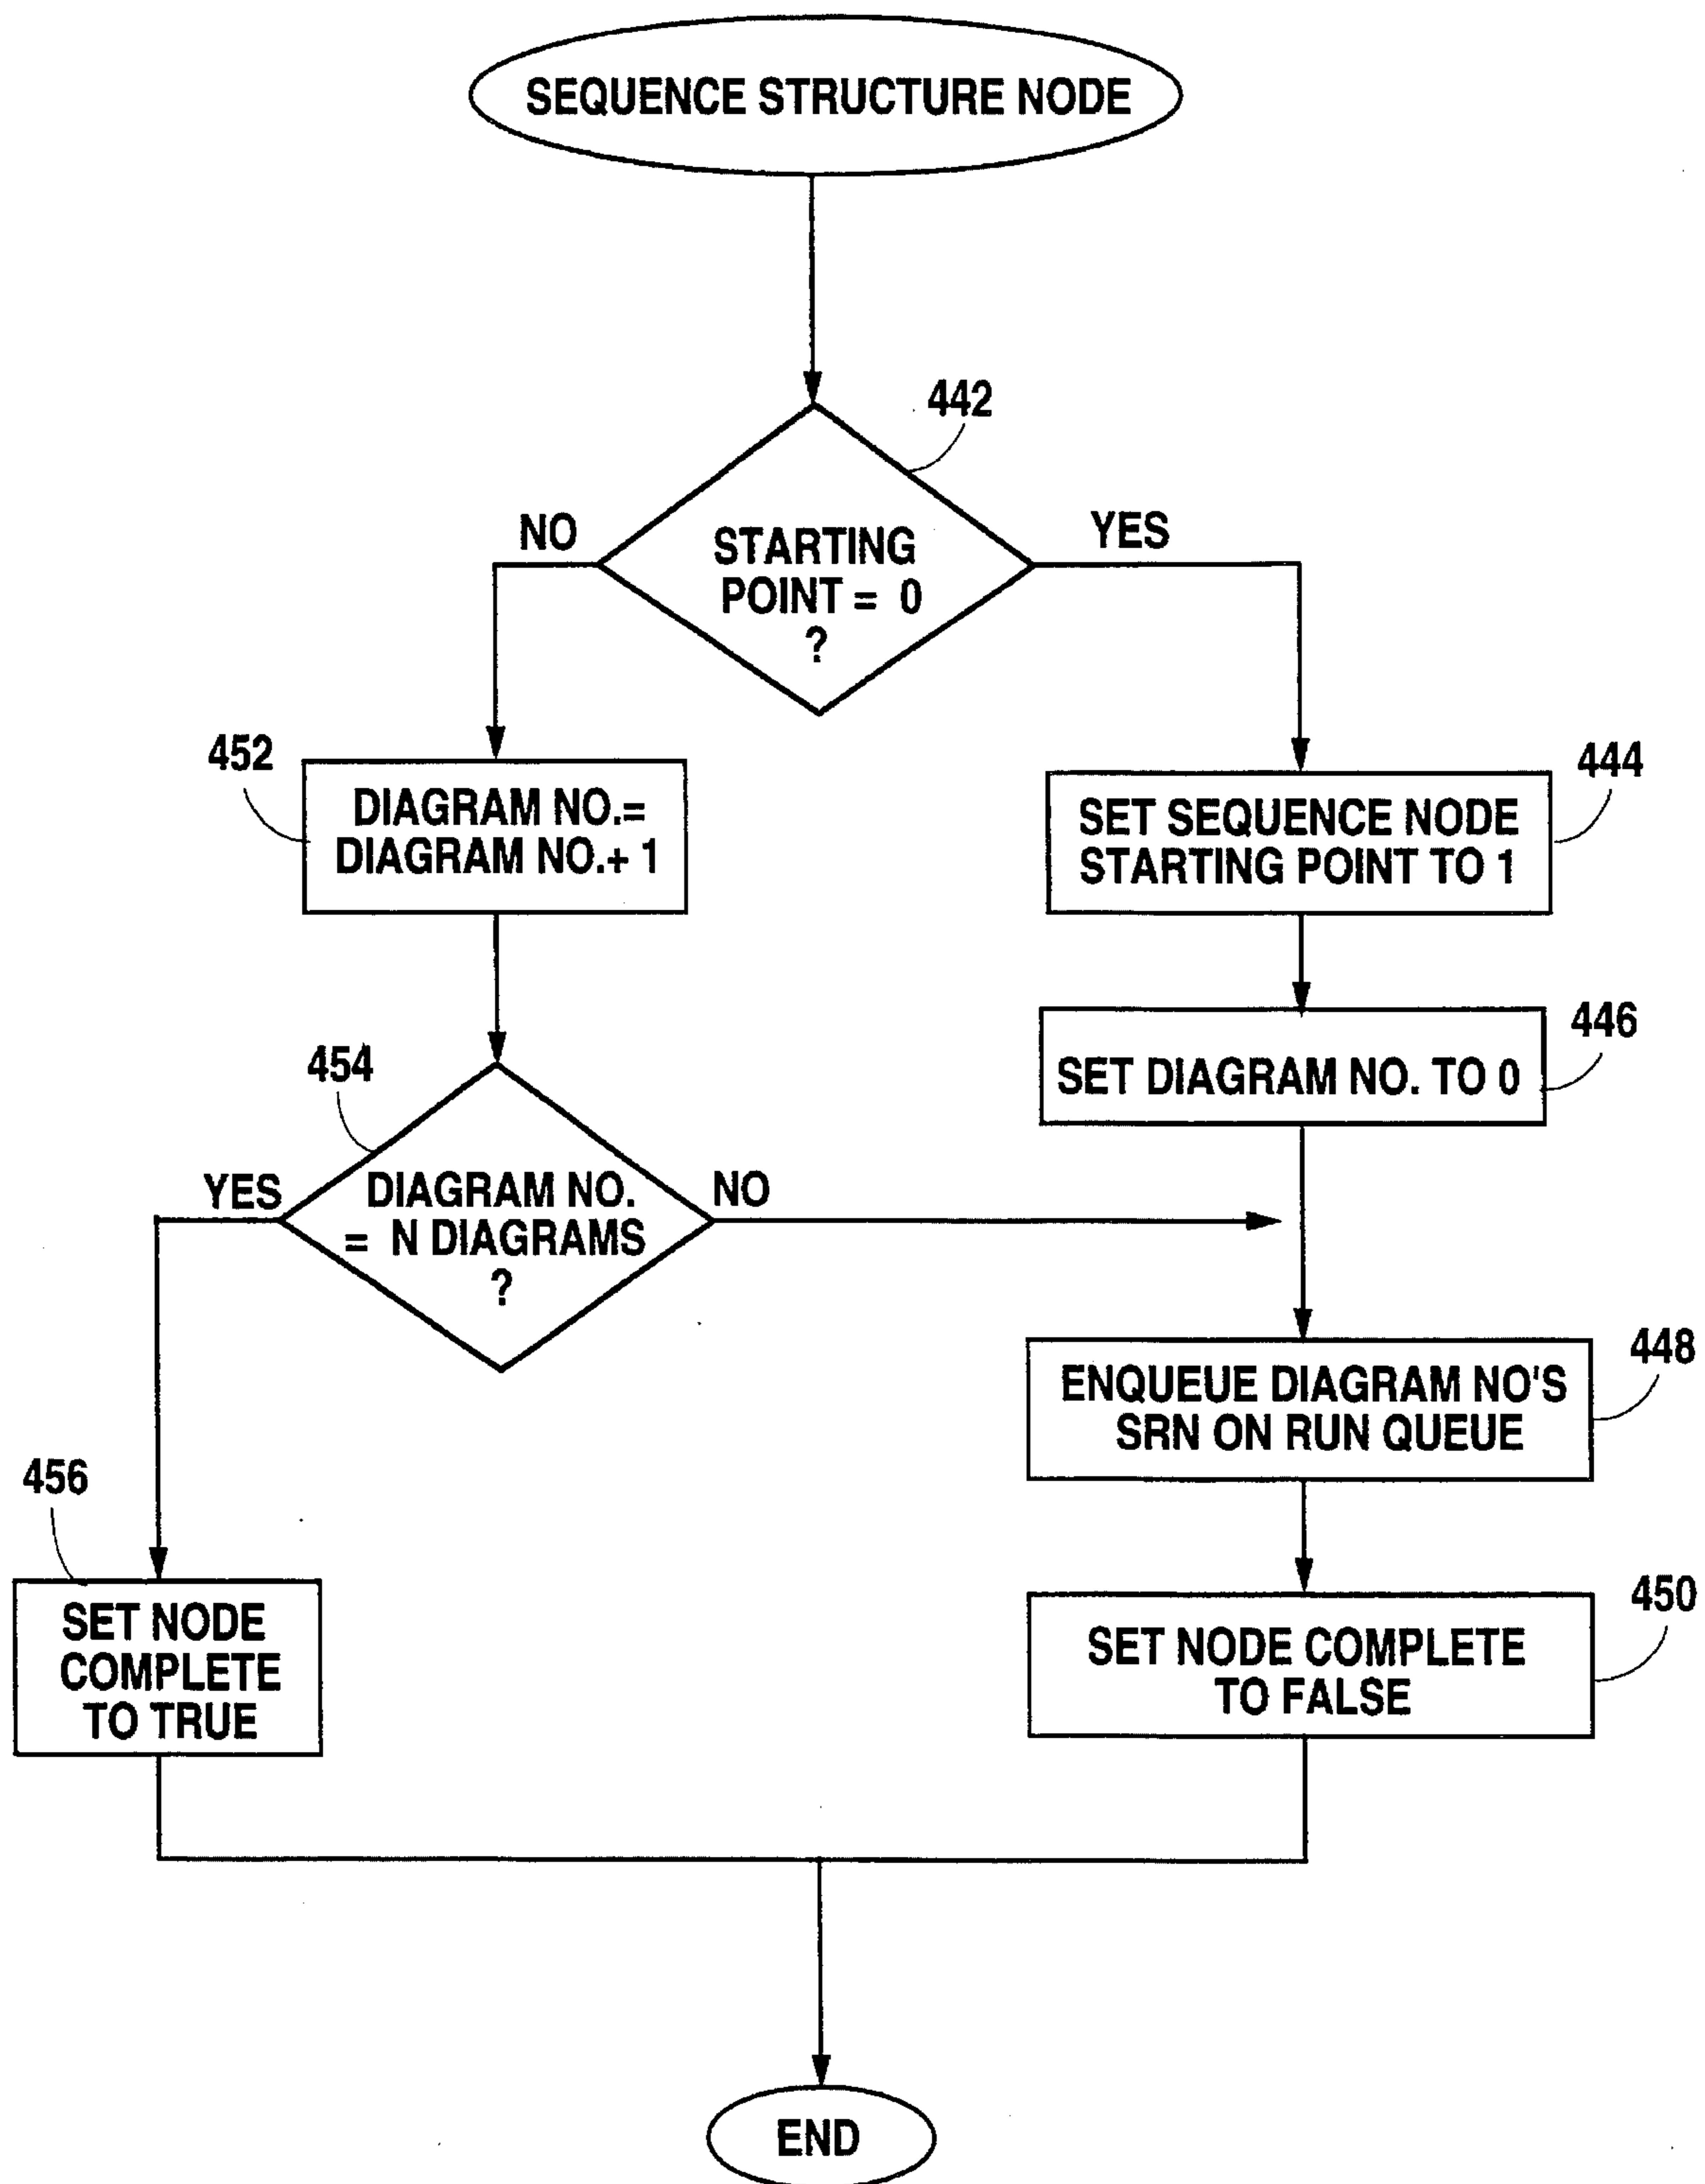 SEQUENCE STRUCTURE NODE
442
NO
YES
STARTING
POINT = 0
?
452
DIAGRAM NO.=
DIAGRAM NO.+ 1
444
SET SEQUENCE NODE
STARTING POINT TO 1
446
SET DIAGRAM NO. TO 0
454
YES
NO
DIAGRAM NO.
= N DIAGRAMS
?
448
ENQUEUE DIAGRAM NO'S
SRN ON RUN QUEUE
456
SET NODE
COMPLETE
TO TRUE
450
SET NODE COMPLETE
TO FALSE
END